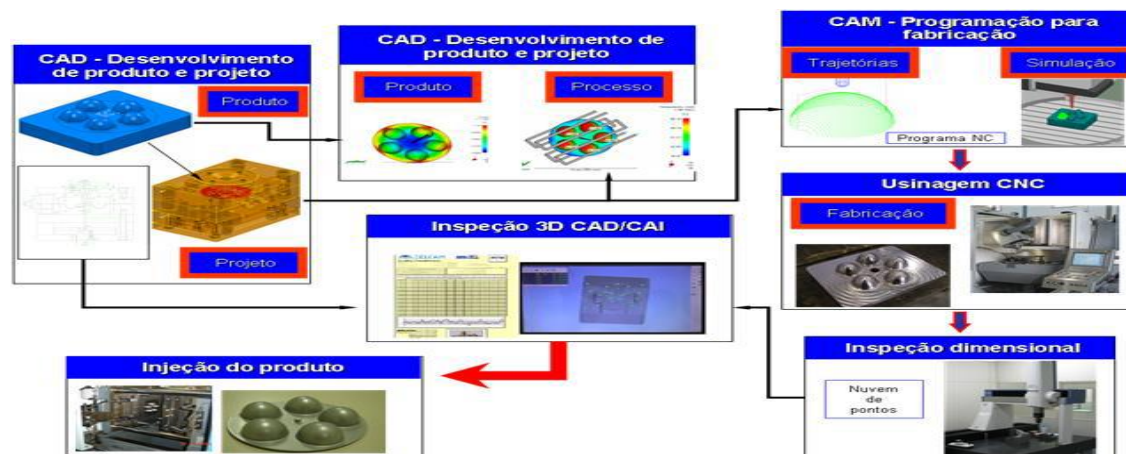 CAD - Desenvolvimento
de produto e projeto
Produto
Projeto
CAD - Desenvolvimento de
produto e projeto
Produto
Processo
CAM - Programação para
fabricação
Trajetórias
Simulação
Programa NC
Usinagem CNC
Fabricação
Inspeção 3D CAD/CAI
Injeção do produto
Inspeção dimensional
Nuvem
de
pontos